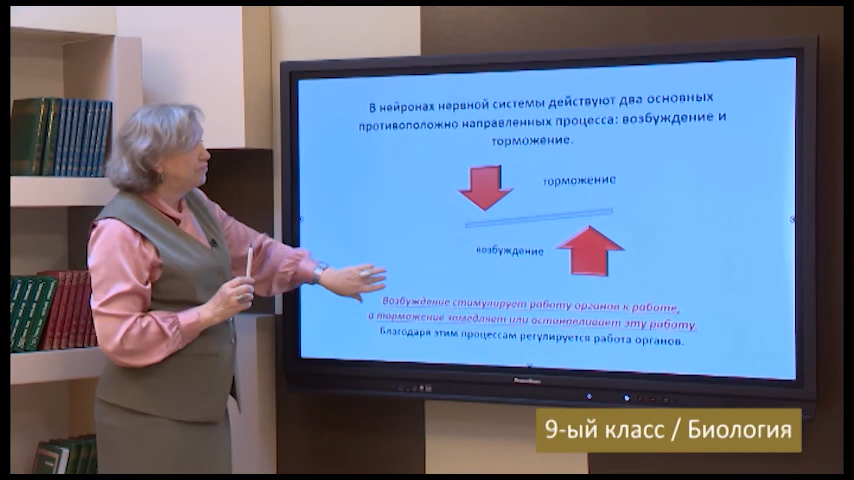 В нейронах нервной системы действуют два основных
противоположно направленных процесса: возбуждение и
торможение.
торможение
возбуждение
Возбуждение стимулирует работу органов к работе,
а торможение замедляет или останавливает эту работу.
Благодаря этим процессам регулируется работа органов.
Promethean
9-ый класс / Биология